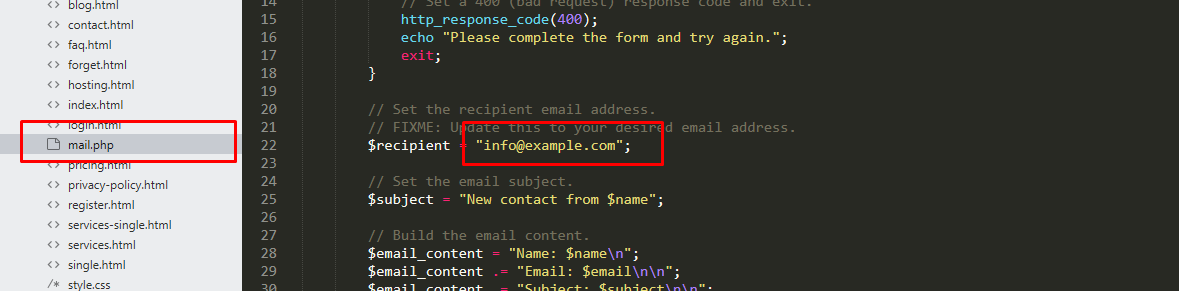 blog.html
contact.html
faq.html
forget.html
hosting.html
index.html
login.html
mail.php
pricing.html
privacy-policy.html
register.html
services-single.html
services.html
single.html
/* style.css
14 // Set a 400 (bad request) response code and exit.
15 http_response_code(400);
16 echo "Please complete the form and try again.";
17 exit;
18 }
19
20 // Set the recipient email address.
21 // FIXME: Update this to your desired email address.
22 $recipient = "info@example.com";
23
24 // Set the email subject.
25 $subject = "New contact from $name";
26
27 // Build the email content.
28 $email_content = "Name: $name\n";
29 $email_content .= "Email: $email\n\n";
30 $email_content .= "Subject: $subject\n\n";